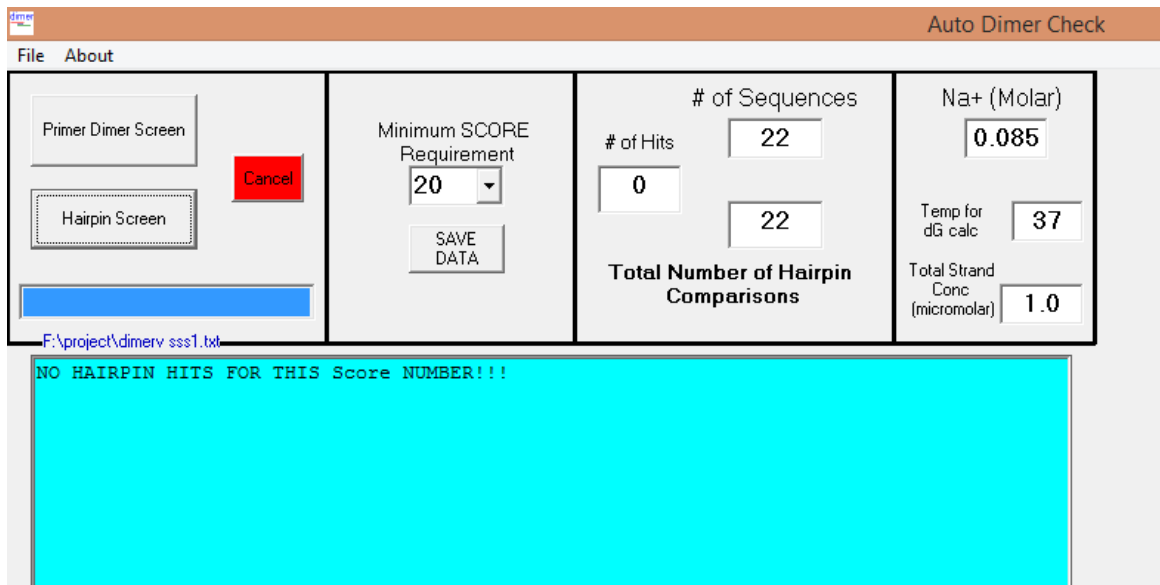 dimer
Auto Dimer Check
File About
Primer Dimer Screen
Cancel
Hairpin Screen
Minimum SCORE
Requirement
20
SAVE
DATA
# of Sequences
# of Hits
22
0
22
Total Number of Hairpin
Comparisons
Na+ (Molar)
0.085
Temp for
dG calc
37
Total Strand
Conc
(micromolar)
1.0
F:\project\dimerv sss1.txt
NO HAIRPIN HITS FOR THIS Score NUMBER!!!